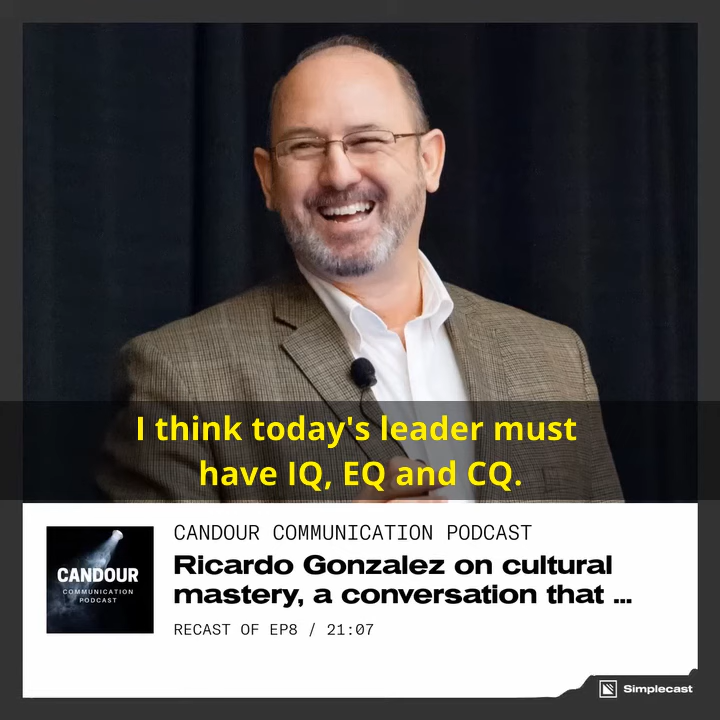 I think today's leader must
have IQ, EQ and CQ.
CANDOUR
COMMUNICATION
PODCAST
CANDOUR COMMUNICATION PODCAST
Ricardo Gonzalez on cultural
mastery, a conversation that ...
RECAST OF EP8 / 21:07
Simplecast